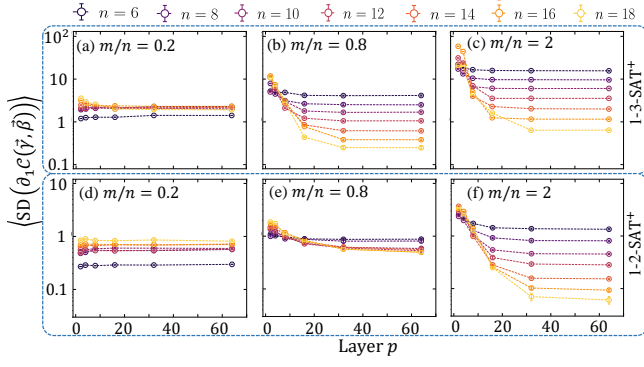 n = 6 n = 8 n = 10 n = 12 n = 14 n = 16 n = 18
(a) m/n = 0.2 (b) m/n = 0.8 (c) m/n = 2
10²
10
1
0.1
1-3-SAT⁺
⟨SD (∂₁C(γ⃗, β⃗))⟩
(d) m/n = 0.2 (e) m/n = 0.8 (f) m/n = 2
10
1
0.1
1-2-SAT⁺
0 20 40 60 0 20 40 60 0 20 40 60
Layer p